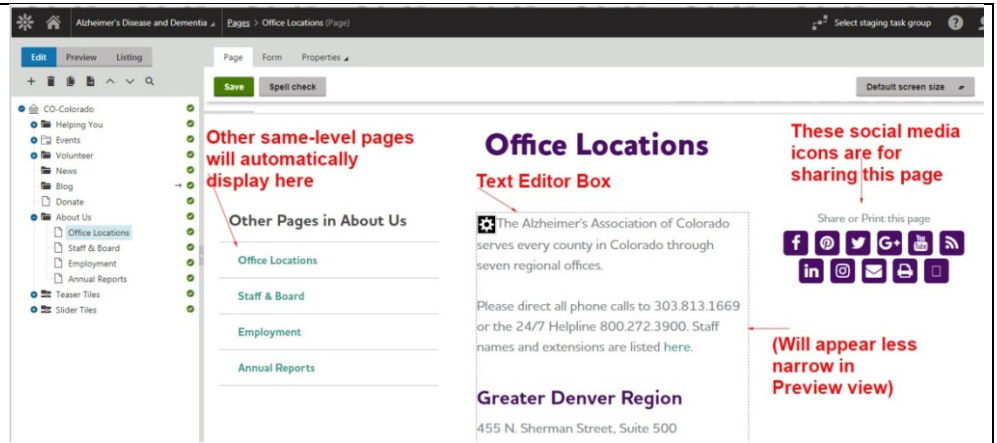 Alzheimer's Disease and Dementia
Pages > Office Locations (Page)
Select staging task group
?
Edit Preview Listing
Page Form Properties
Save Spell check
Default screen size
CO-Colorado
Helping You
Events
Volunteer
News
Blog
Donate
About Us
Office Locations
Staff & Board
Employment
Annual Reports
Teaser Tiles
Slider Tiles
Other same-level pages
will automatically
display here
Other Pages in About Us
Office Locations
Staff & Board
Employment
Annual Reports
Office Locations
Text Editor Box
The Alzheimer's Association of Colorado
serves every county in Colorado through
seven regional offices.
Please direct all phone calls to 303.813.1669
or the 24/7 Helpline 800.272.3900. Staff
names and extensions are listed here.
Greater Denver Region
455 N. Sherman Street, Suite 500
These social media
icons are for
sharing this page
Share or Print this page
(Will appear less
narrow in
Preview view)